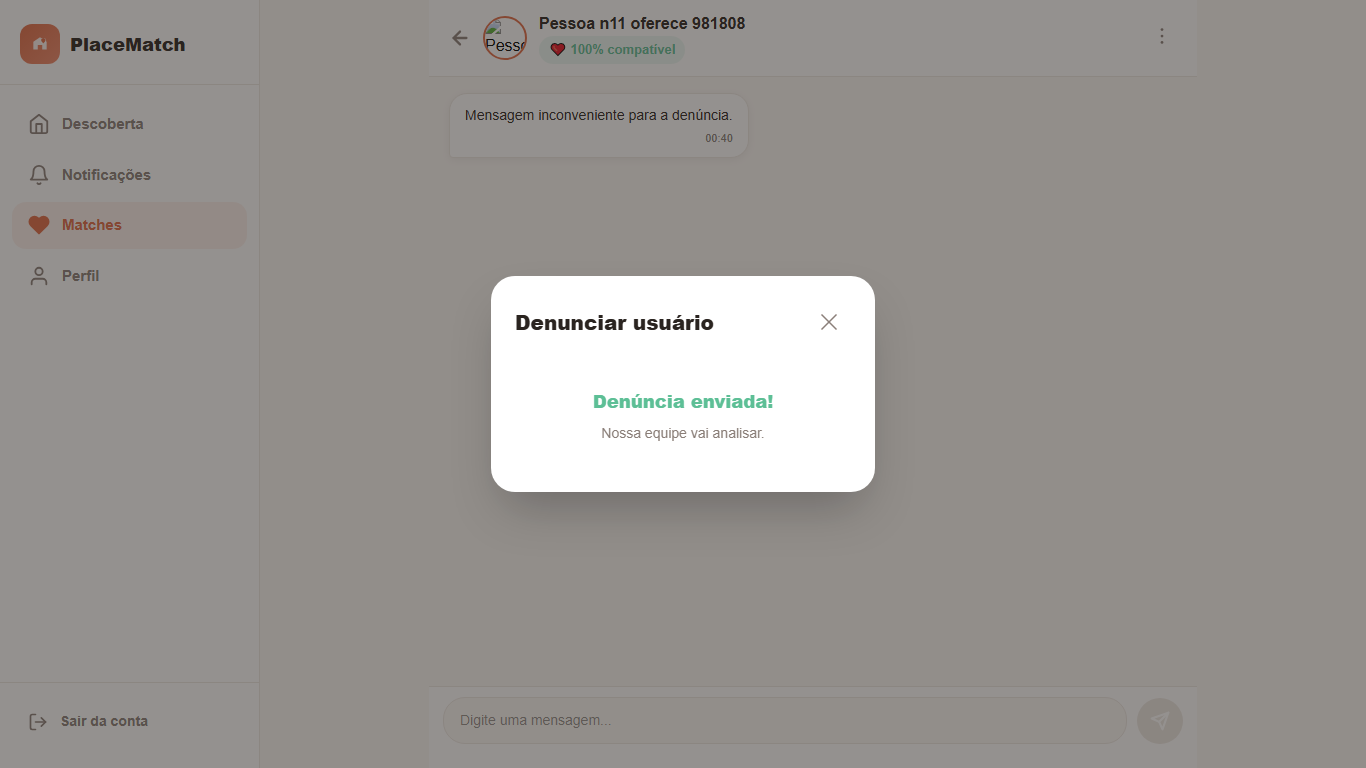 PlaceMatch
Descoberta
Notificações
Matches
Perfil
Sair da conta
Pesso
Pessoa n11 oferece 981808
100% compatível
Mensagem inconveniente para a denúncia.
00:40
Denunciar usuário
Denúncia enviada!
Nossa equipe vai analisar.
Digite uma mensagem...